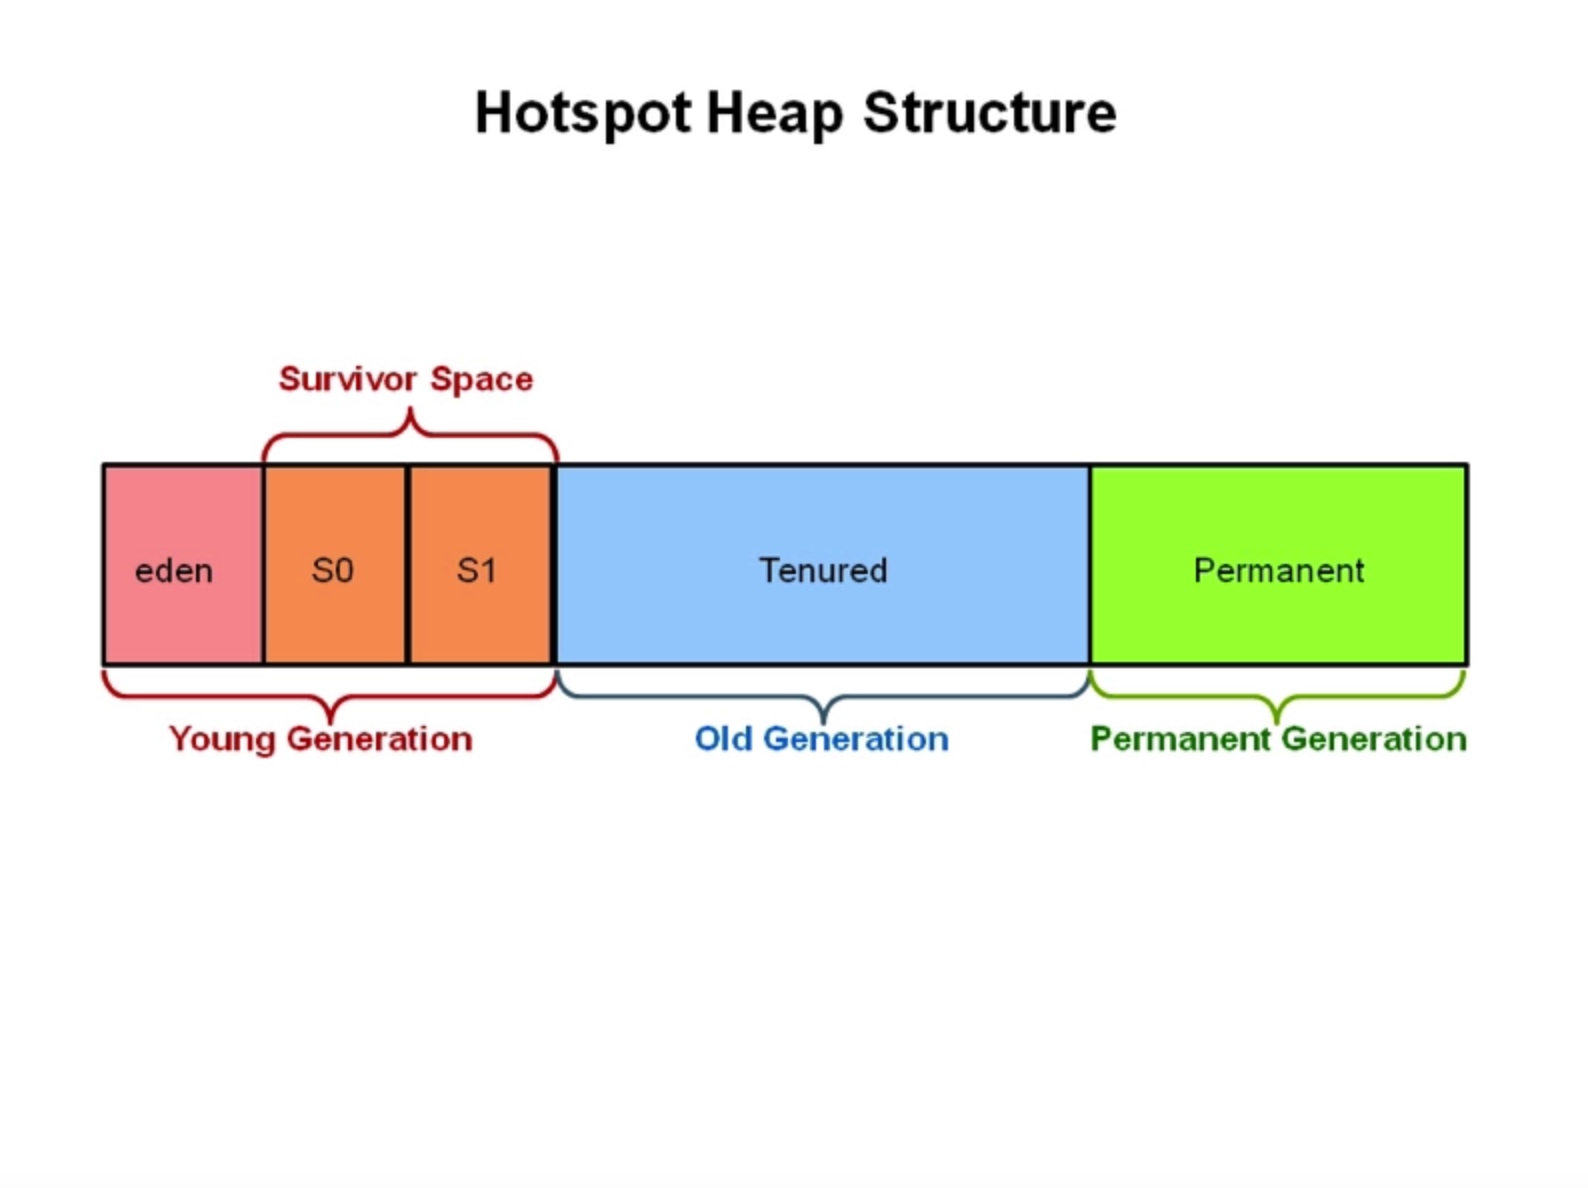 Hotspot Heap Structure
Survivor Space
eden
S0
S1
Tenured
Permanent
Young Generation
Old Generation
Permanent Generation